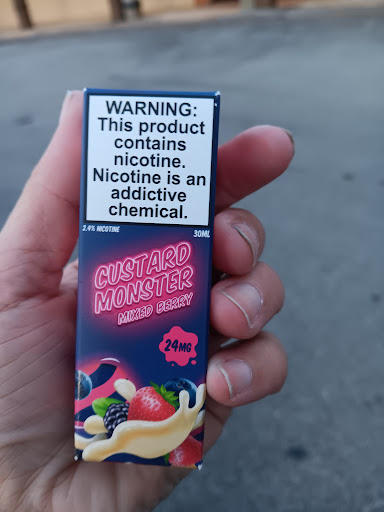 WARNING:
This product
contains
nicotine.
Nicotine is an
addictive
chemical.
2.4% NICOTINE 30ML
CUSTARD
MONSTER
MIXED BERRY
24MG